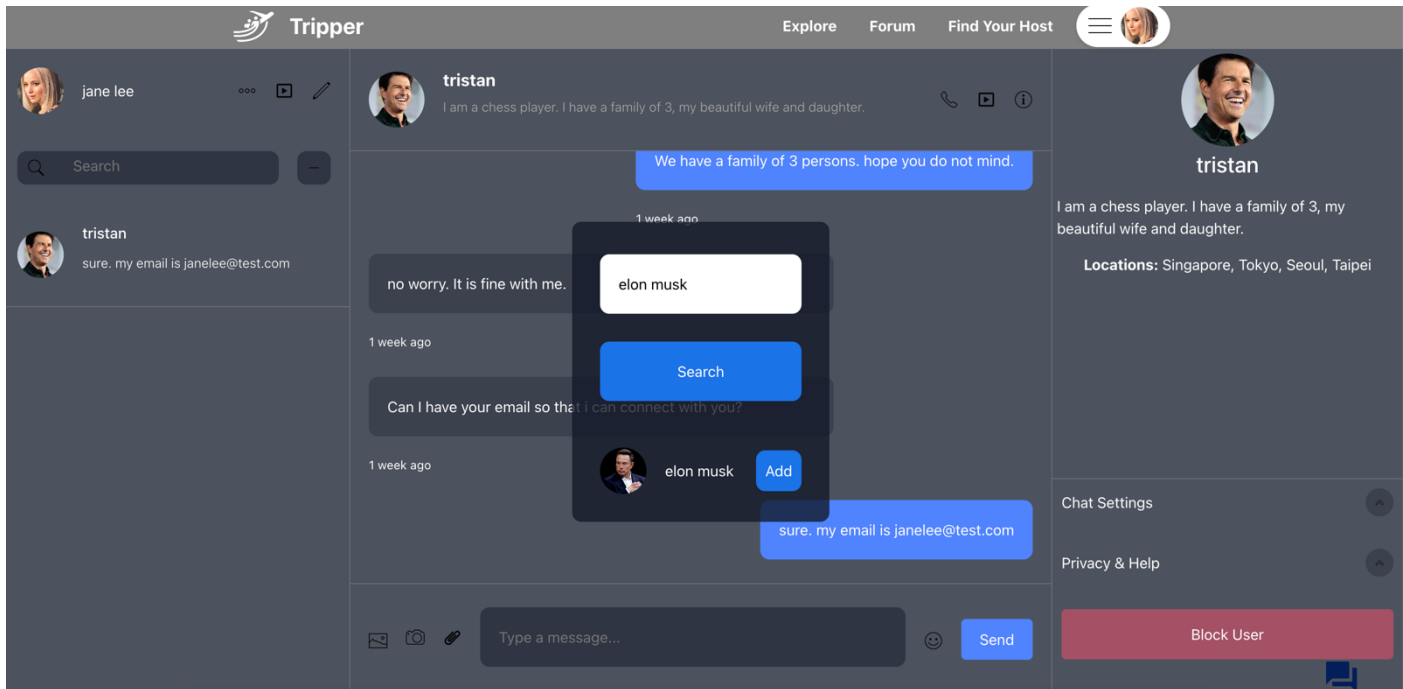 Tripper
Explore
Forum
Find Your Host
jane lee
Search
tristan
sure. my email is janelee@test.com
tristan
I am a chess player. I have a family of 3, my beautiful wife and daughter.
We have a family of 3 persons. hope you do not mind.
1 week ago
no worry. It is fine with me.
1 week ago
Can I have your email so that i can connect with you?
1 week ago
sure. my email is janelee@test.com
Type a message...
Send
elon musk
Search
elon musk
Add
tristan
I am a chess player. I have a family of 3, my
beautiful wife and daughter.
Locations: Singapore, Tokyo, Seoul, Taipei
Chat Settings
Privacy & Help
Block User